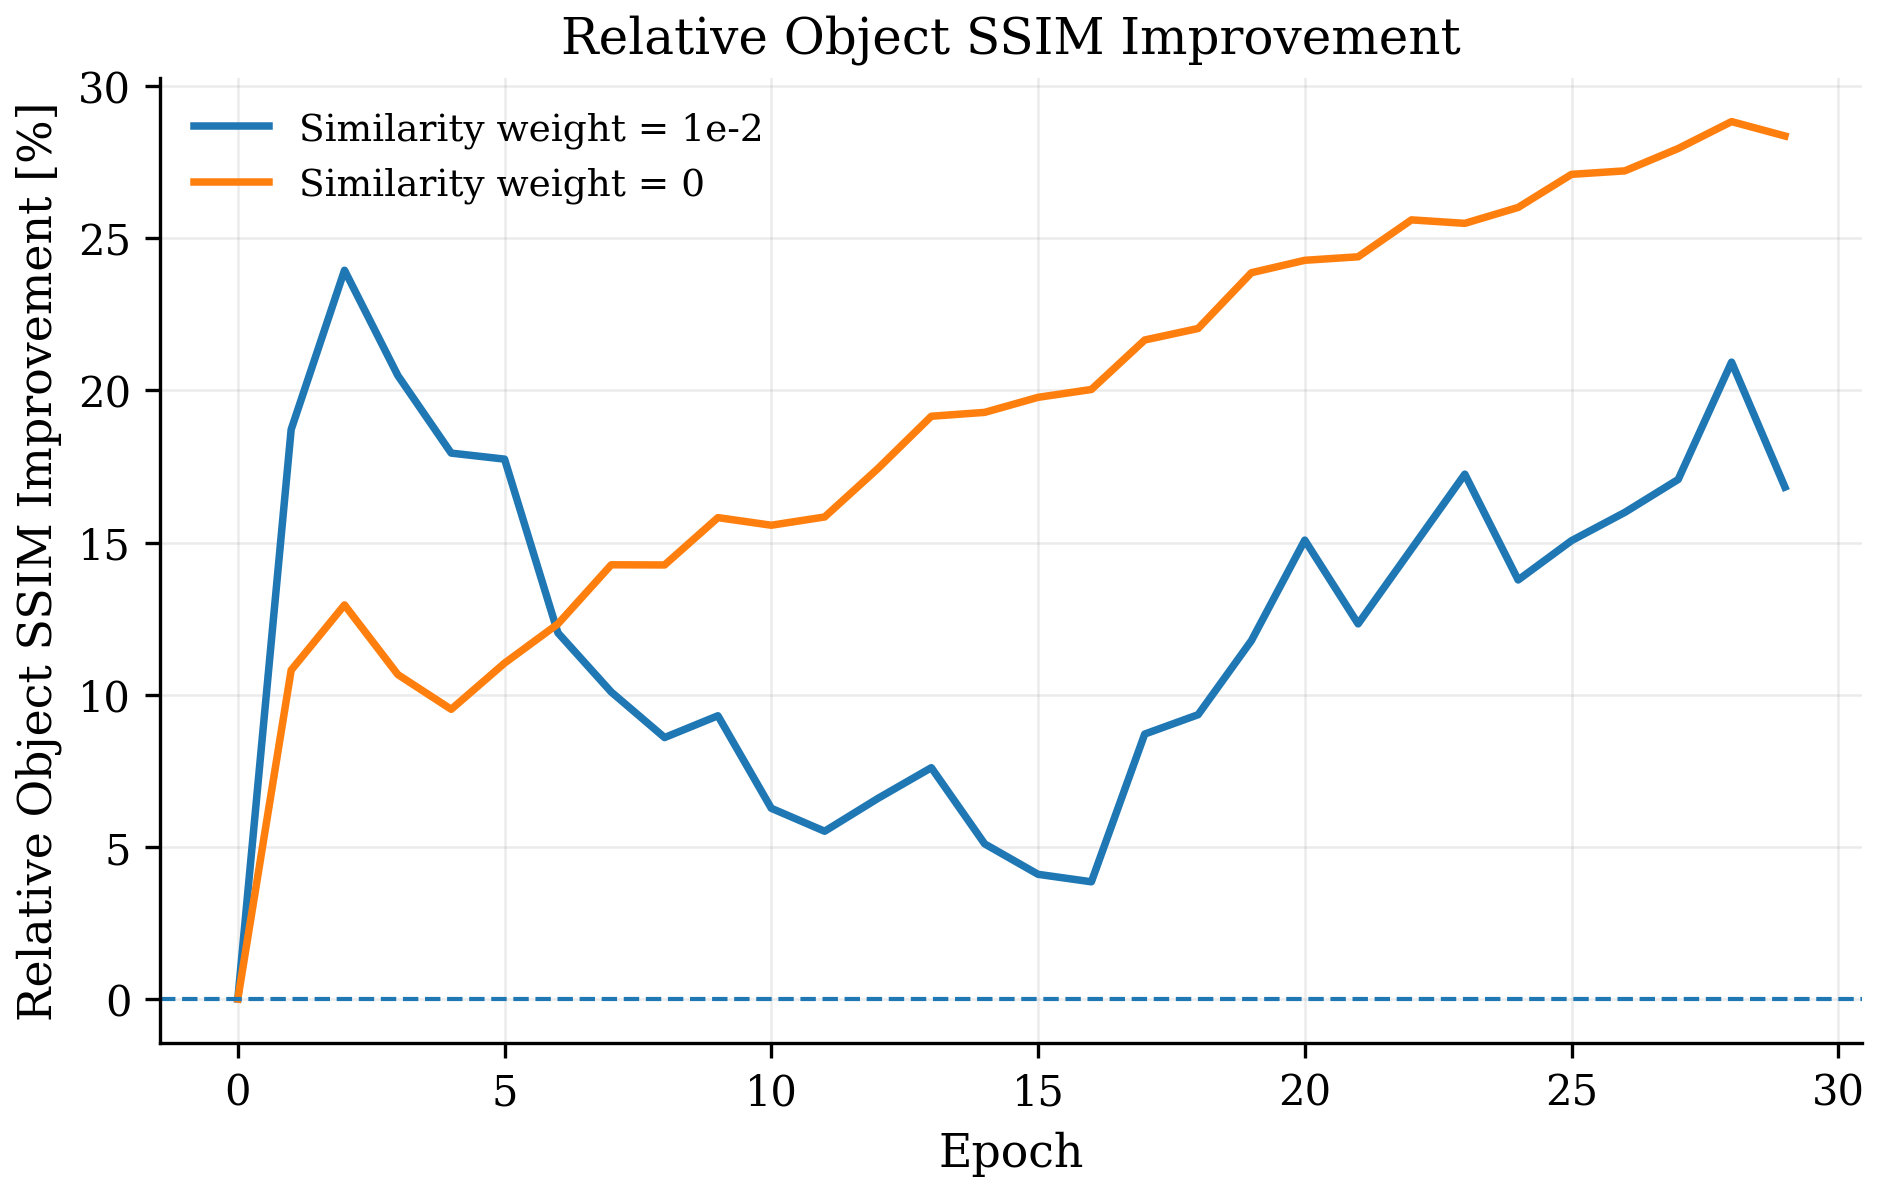 Relative Object SSIM Improvement
Relative Object SSIM Improvement [%]
30
25
20
15
10
5
0
Similarity weight = 1e-2
Similarity weight = 0
0 5 10 15 20 25 30
Epoch